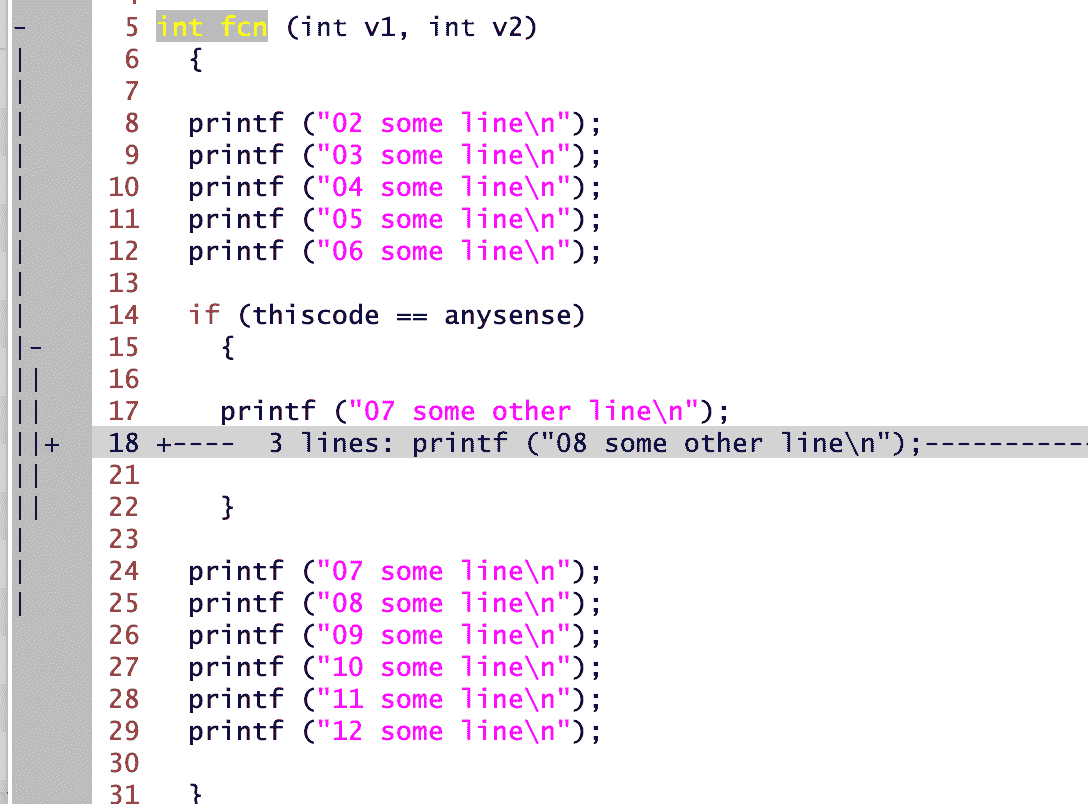 - 5 int fcn (int v1, int v2)
| 6 {
| 7
| 8 printf ("02 some line\n");
| 9 printf ("03 some line\n");
| 10 printf ("04 some line\n");
| 11 printf ("05 some line\n");
| 12 printf ("06 some line\n");
| 13
| 14 if (thiscode == anysense)
|- 15 {
|| 16
|| 17 printf ("07 some other line\n");
||+ 18 +---- 3 lines: printf ("08 some other line\n");-----------
|| 21
|| 22 }
| 23
| 24 printf ("07 some line\n");
| 25 printf ("08 some line\n");
26 printf ("09 some line\n");
27 printf ("10 some line\n");
28 printf ("11 some line\n");
29 printf ("12 some line\n");
30
31 }